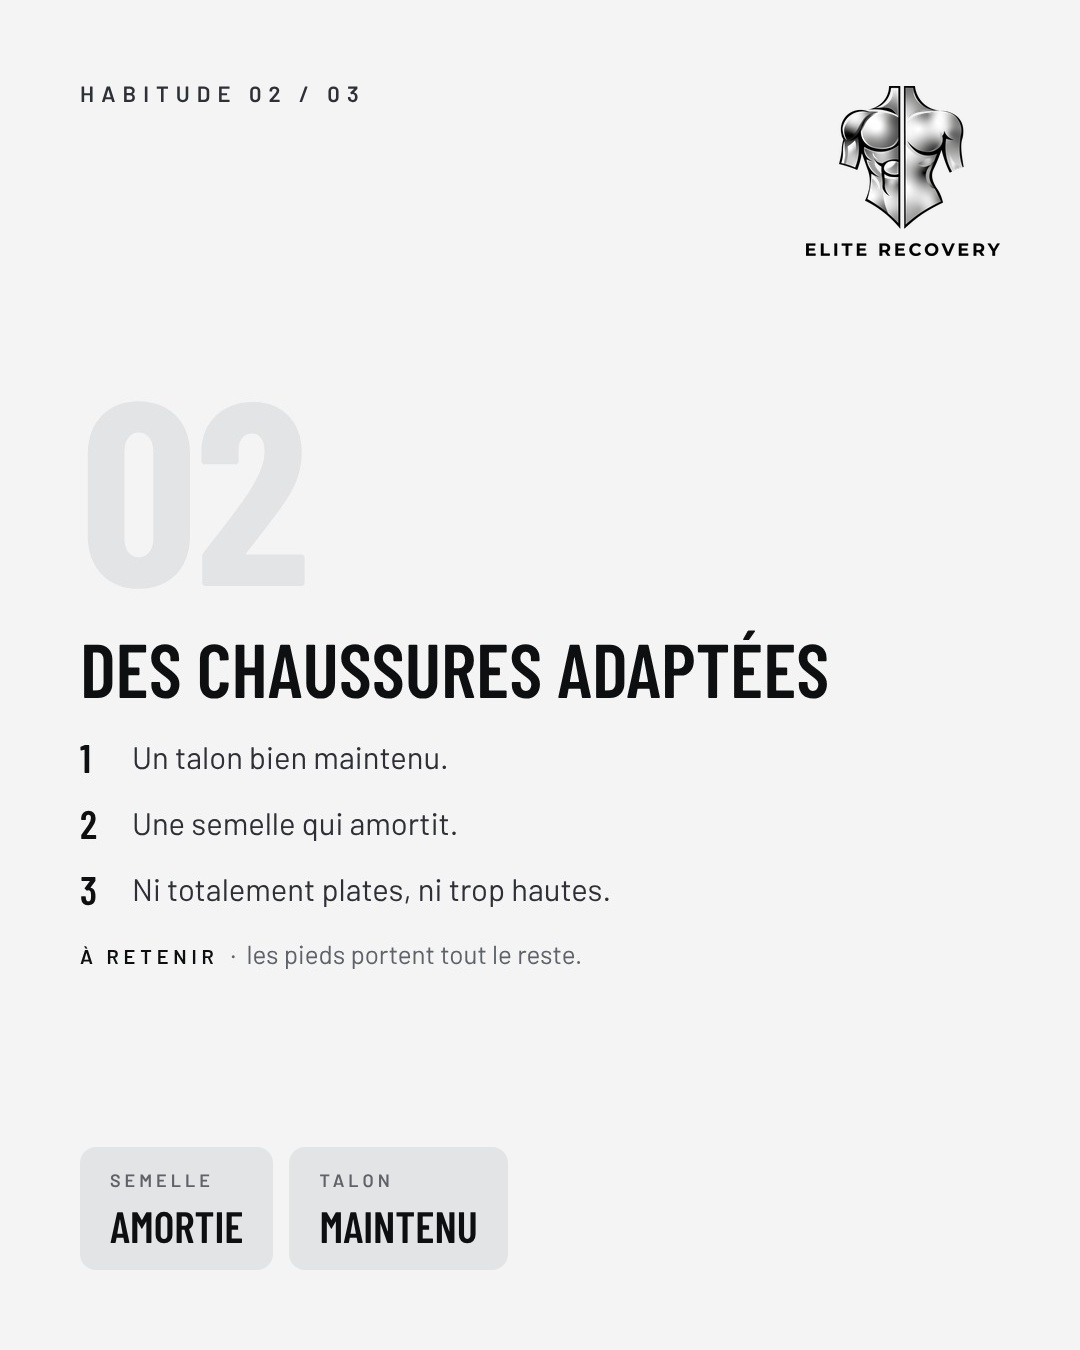 HABITUDE 02 / 03
ELITE RECOVERY
02
DES CHAUSSURES ADAPTÉES
1 Un talon bien maintenu.
2 Une semelle qui amortit.
3 Ni totalement plates, ni trop hautes.
À RETENIR · les pieds portent tout le reste.
SEMELLE
AMORTIE
TALON
MAINTENU